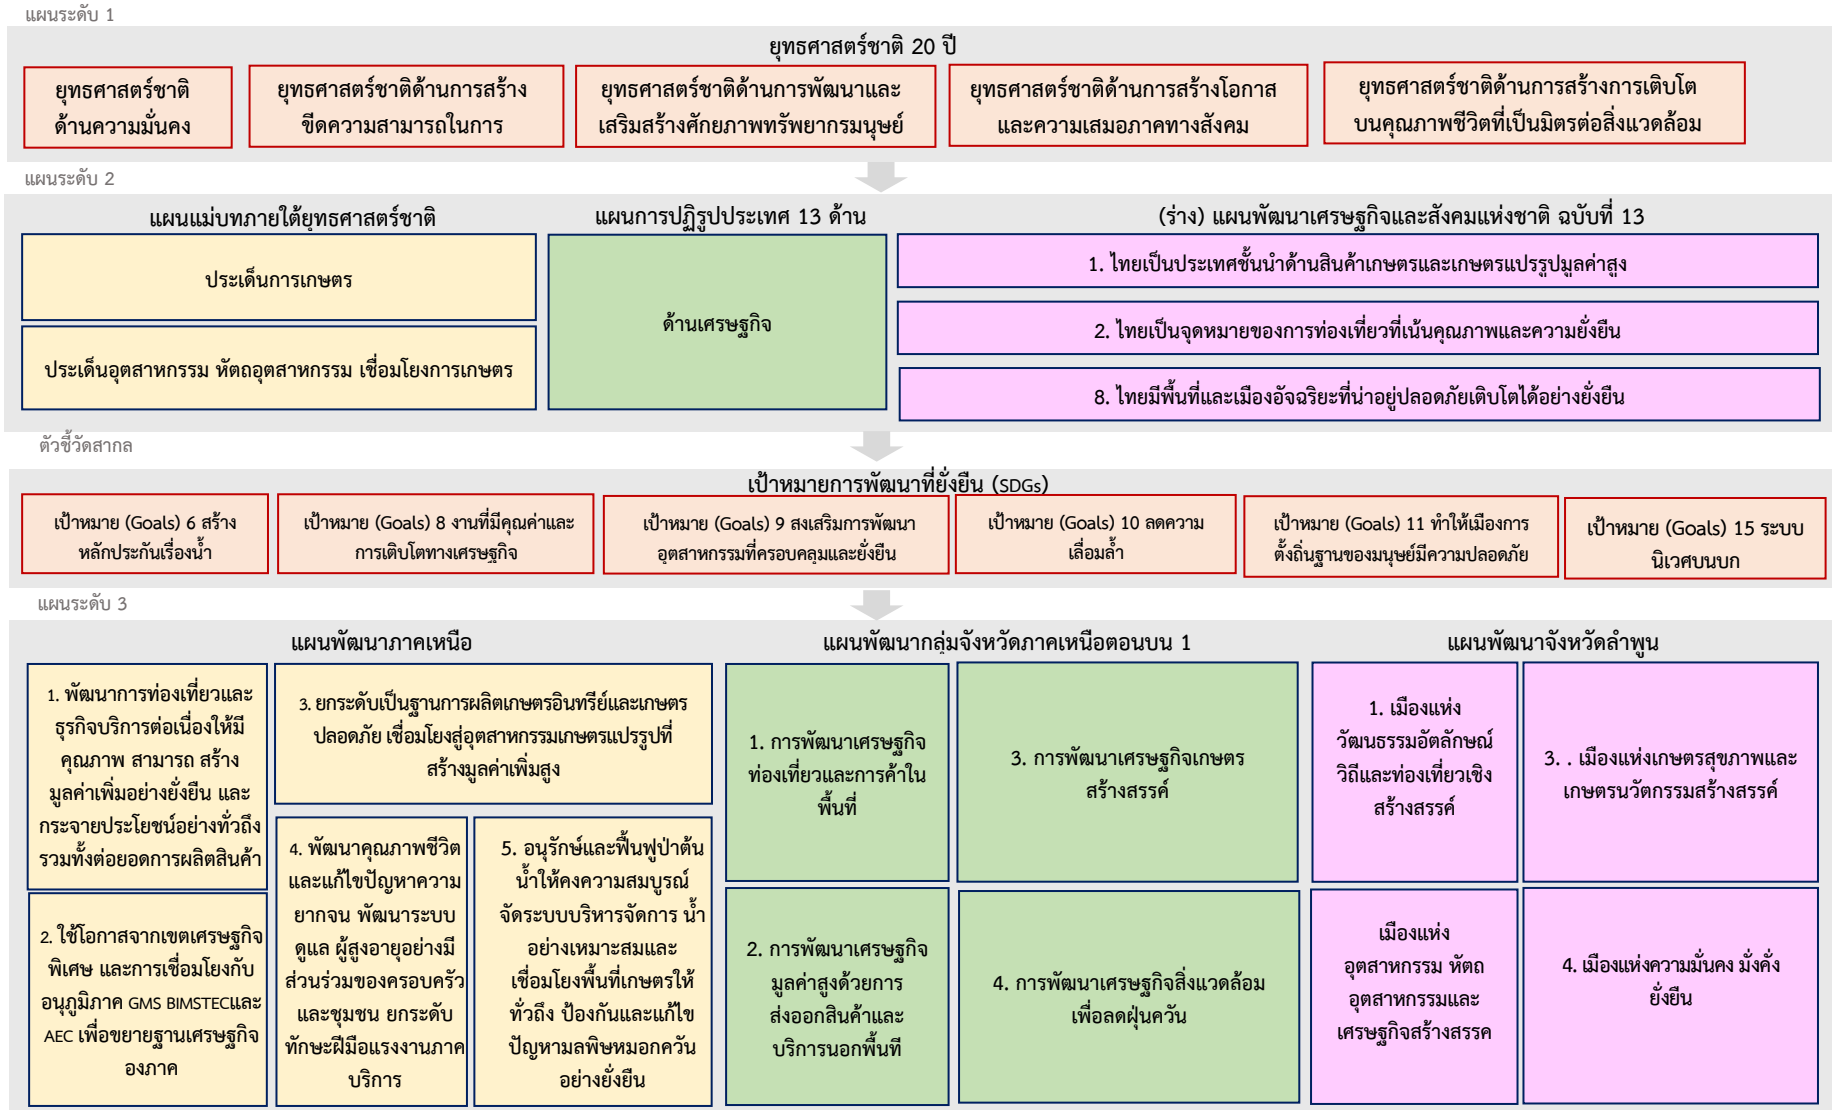 แผนระดับ 1
ยุทธศาสตร์ชาติ 20 ปี
ยุทธศาสตร์ชาติ
ด้านความมั่นคง
ยุทธศาสตร์ชาติด้านการสร้าง
ขีดความสามารถในการ
ยุทธศาสตร์ชาติด้านการพัฒนาและ
เสริมสร้างศักยภาพทรัพยากรมนุษย์
ยุทธศาสตร์ชาติด้านการสร้างโอกาส
และความเสมอภาคทางสังคม
ยุทธศาสตร์ชาติด้านการสร้างการเติบโต
บนคุณภาพชีวิตที่เป็นมิตรต่อสิ่งแวดล้อม
แผนระดับ 2
แผนแม่บทภายใต้ยุทธศาสตร์ชาติ
ประเด็นการเกษตร
ประเด็นอุตสาหกรรม หัตถอุตสาหกรรม เชื่อมโยงการเกษตร
แผนการปฏิรูปประเทศ 13 ด้าน
ด้านเศรษฐกิจ
(ร่าง) แผนพัฒนาเศรษฐกิจและสังคมแห่งชาติ ฉบับที่ 13
1. ไทยเป็นประเทศชั้นนำด้านสินค้าเกษตรและเกษตรแปรรูปมูลค่าสูง
2. ไทยเป็นจุดหมายของการท่องเที่ยวที่เน้นคุณภาพและความยั่งยืน
8. ไทยมีพื้นที่และเมืองอัจฉริยะที่น่าอยู่ปลอดภัยเติบโตได้อย่างยั่งยืน
ตัวชี้วัดสากล
เป้าหมายการพัฒนาที่ยั่งยืน (SDGs)
เป้าหมาย (Goals) 6 สร้าง
หลักประกันเรื่องน้ำ
เป้าหมาย (Goals) 8 งานที่มีคุณค่าและ
การเติบโตทางเศรษฐกิจ
เป้าหมาย (Goals) 9 สงเสริมการพัฒนา
อุตสาหกรรมที่ครอบคลุมและยั่งยืน
เป้าหมาย (Goals) 10 ลดความ
เลื่อมล้ำ
เป้าหมาย (Goals) 11 ทำให้เมืองการ
ตั้งถิ่นฐานของมนุษย์มีความปลอดภัย
เป้าหมาย (Goals) 15 ระบบ
นิเวศบนบก
แผนระดับ 3
แผนพัฒนาภาคเหนือ
1. พัฒนาการท่องเที่ยวและ
ธุรกิจบริการต่อเนื่องให้มี
คุณภาพ สามารถ สร้าง
มูลค่าเพิ่มอย่างยั่งยืน และ
กระจายประโยชน์อย่างทั่วถึง
รวมทั้งต่อยอดการผลิตสินค้า
2. ใช้โอกาสจากเขตเศรษฐกิจ
พิเศษ และการเชื่อมโยงกับ
อนุภูมิภาค GMS BIMSTECและ
AEC เพื่อขยายฐานเศรษฐกิจ
องภาค
3. ยกระดับเป็นฐานการผลิตเกษตรอินทรีย์และเกษตร
ปลอดภัย เชื่อมโยงสู่อุตสาหกรรมเกษตรแปรรูปที่
สร้างมูลค่าเพิ่มสูง
4. พัฒนาคุณภาพชีวิต
และแก้ไขปัญหาความ
ยากจน พัฒนาระบบ
ดูแล ผู้สูงอายุอย่างมี
ส่วนร่วมของครอบครัว
และชุมชน ยกระดับ
ทักษะฝีมือแรงงานภาค
บริการ
5. อนุรักษ์และฟื้นฟูป่าต้น
น้ำให้คงความสมบูรณ์
จัดระบบบริหารจัดการ น้ำ
อย่างเหมาะสมและ
เชื่อมโยงพื้นที่เกษตรให้
ทั่วถึง ป้องกันและแก้ไข
ปัญหามลพิษหมอกควัน
อย่างยั่งยืน
แผนพัฒนากลุ่มจังหวัดภาคเหนือตอนบน 1
1. การพัฒนาเศรษฐกิจ
ท่องเที่ยวและการค้าใน
พื้นที่
2. การพัฒนาเศรษฐกิจ
มูลค่าสูงด้วยการ
ส่งออกสินค้าและ
บริการนอกพื้นที
3. การพัฒนาเศรษฐกิจเกษตร
สร้างสรรค์
4. การพัฒนาเศรษฐกิจสิ่งแวดล้อม
เพื่อลดฝุ่นควัน
แผนพัฒนาจังหวัดลำพูน
1. เมืองแห่ง
วัฒนธรรมอัตลักษณ์
วิถีและท่องเที่ยวเชิง
สร้างสรรค์
เมืองแห่ง
อุตสาหกรรม หัตถ
อุตสาหกรรมและ
เศรษฐกิจสร้างสรรค
3. . เมืองแห่งเกษตรสุขภาพและ
เกษตรนวัตกรรมสร้างสรรค์
4. เมืองแห่งความมั่นคง มั่งคั่ง
ยั่งยืน